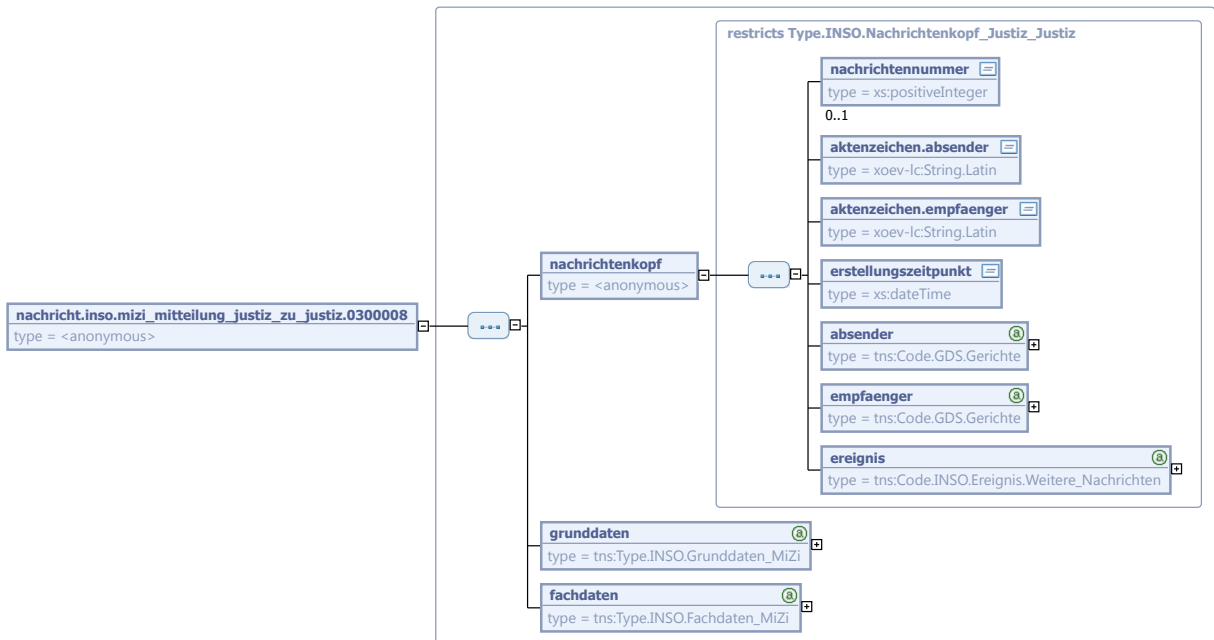 restricts Type.INSO.Nachrichtenkopf_Justiz_Justiz
nachrichtennummer
type = xs:positiveInteger
0..1
aktenzeichen.absender
type = xoev-lc:String.Latin
aktenzeichen.empfaenger
type = xoev-lc:String.Latin
nachrichtenkopf
type = <anonymous>
erstellungszeitpunkt
type = xs:dateTime
nachricht.inso.mizi_mitteilung_justiz_zu_justiz.0300008
type = <anonymous>
absender
type = tns:Code.GDS.Gerichte
empfaenger
type = tns:Code.GDS.Gerichte
ereignis
type = tns:Code.INSO.Ereignis.Weitere_Nachrichten
grunddaten
type = tns:Type.INSO.Grunddaten_MiZi
fachdaten
type = tns:Type.INSO.Fachdaten_MiZi